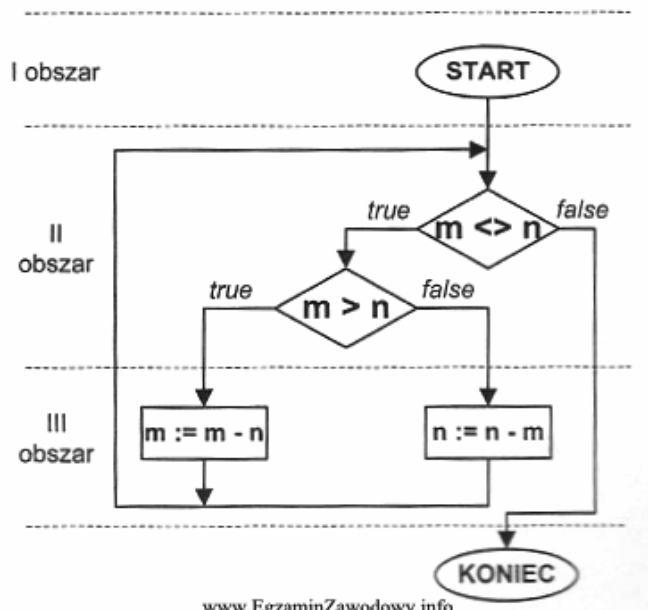 I obszar
START
true
m <> n
false
II
obszar
true
m > n
false
III
obszar
m := m - n
n := n - m
KONIEC
www.EgzaminZawodowy.info